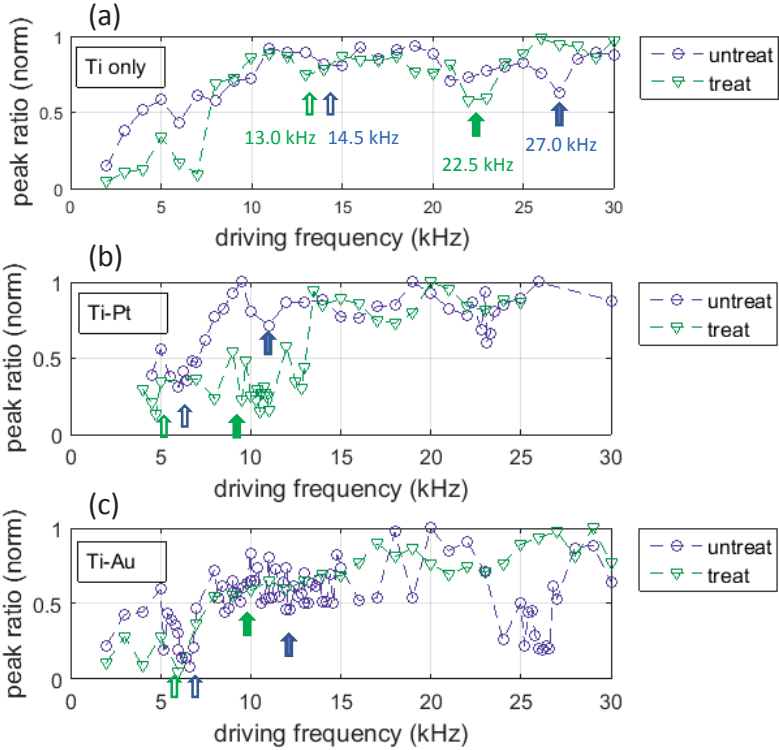 (a)
1
0.5
0
peak ratio (norm)
Ti only
untreat
treat
13.0 kHz
14.5 kHz
22.5 kHz
27.0 kHz
0 5 10 15 20 25 30
driving frequency (kHz)
(b)
1
0.5
0
peak ratio (norm)
Ti-Pt
untreat
treat
0 5 10 15 20 25 30
driving frequency (kHz)
(c)
1
0.5
0
peak ratio (norm)
Ti-Au
untreat
treat
0 5 10 15 20 25 30
driving frequency (kHz)